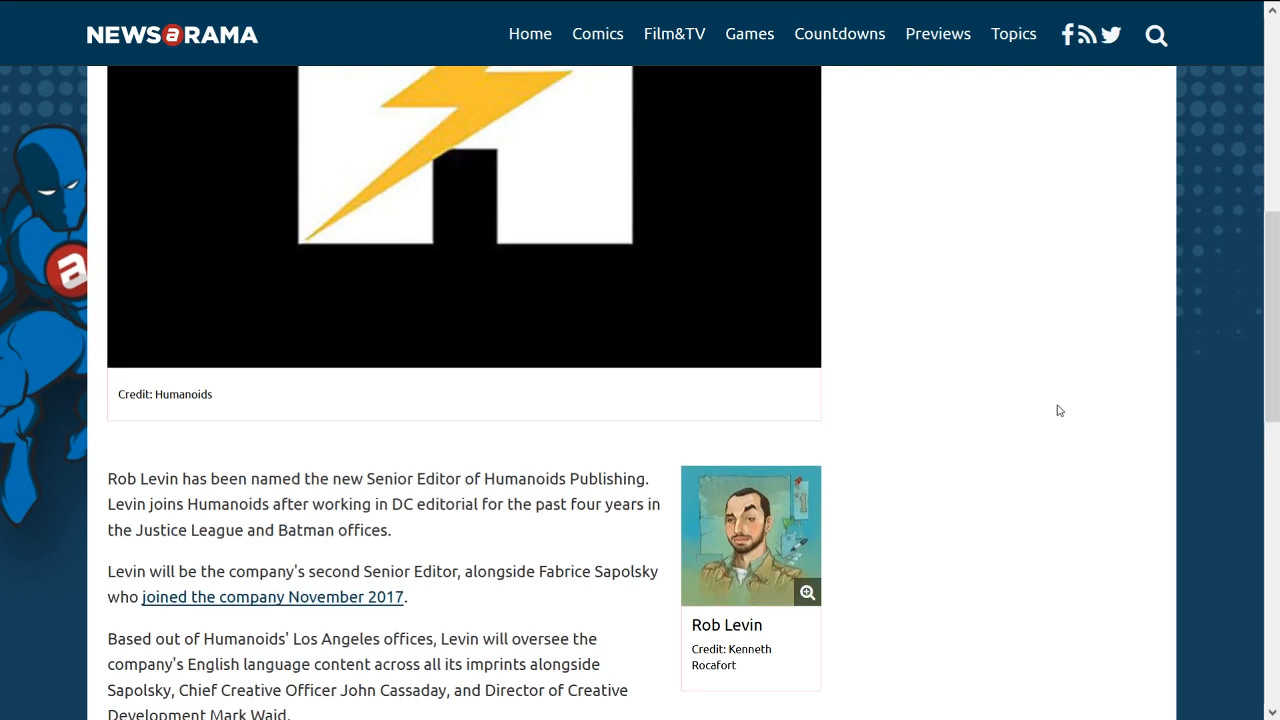 NEWSaRAMA
Home Comics Film&TV Games Countdowns Previews Topics
a
Credit: Humanoids
Rob Levin has been named the new Senior Editor of Humanoids Publishing.
Levin joins Humanoids after working in DC editorial for the past four years in
the Justice League and Batman offices.
Levin will be the company's second Senior Editor, alongside Fabrice Sapolsky
who joined the company November 2017.
Based out of Humanoids' Los Angeles offices, Levin will oversee the
company's English language content across all its imprints alongside
Sapolsky, Chief Creative Officer John Cassaday, and Director of Creative
Development Mark Waid.
Rob Levin
Credit: Kenneth
Rocafort